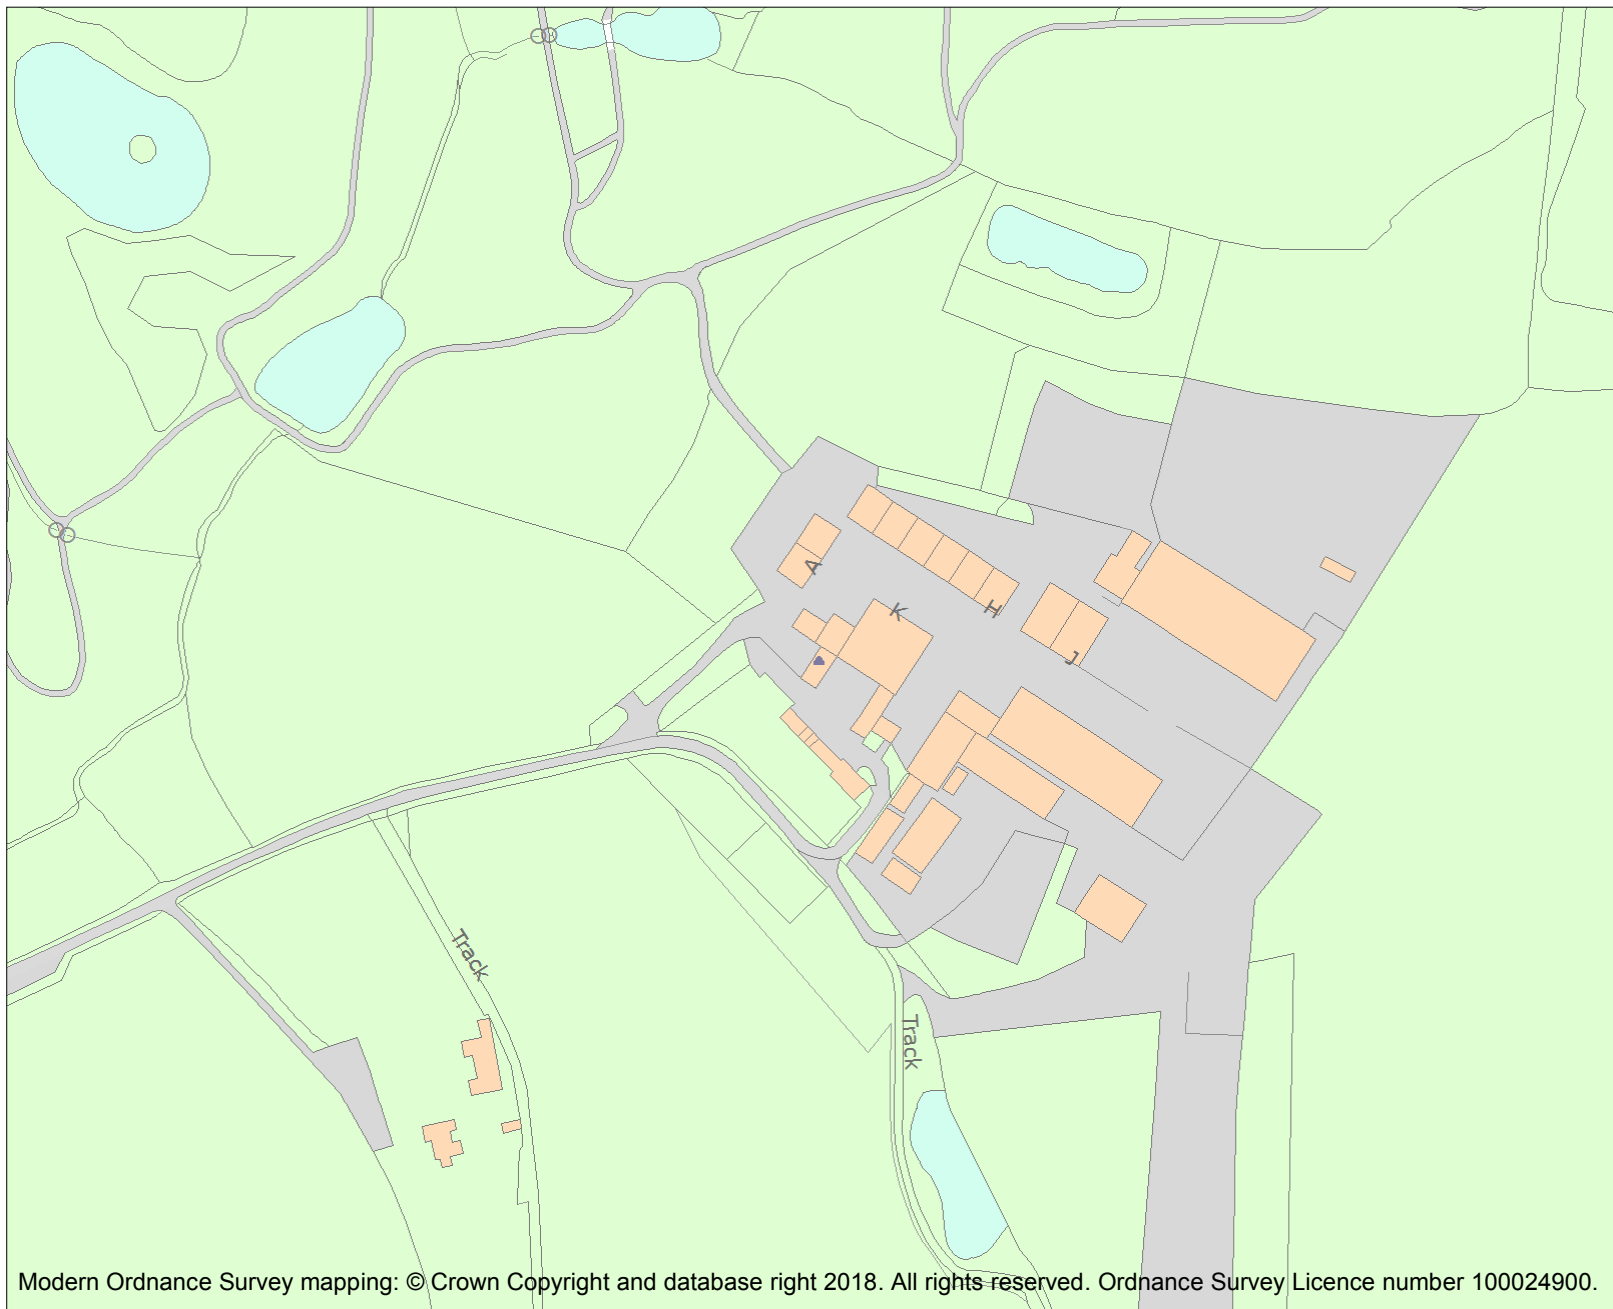 A
K
H
J
Track
Track
Modern Ordnance Survey mapping: © Crown Copyright and database right 2018. All rights reserved. Ordnance Survey Licence number 100024900.